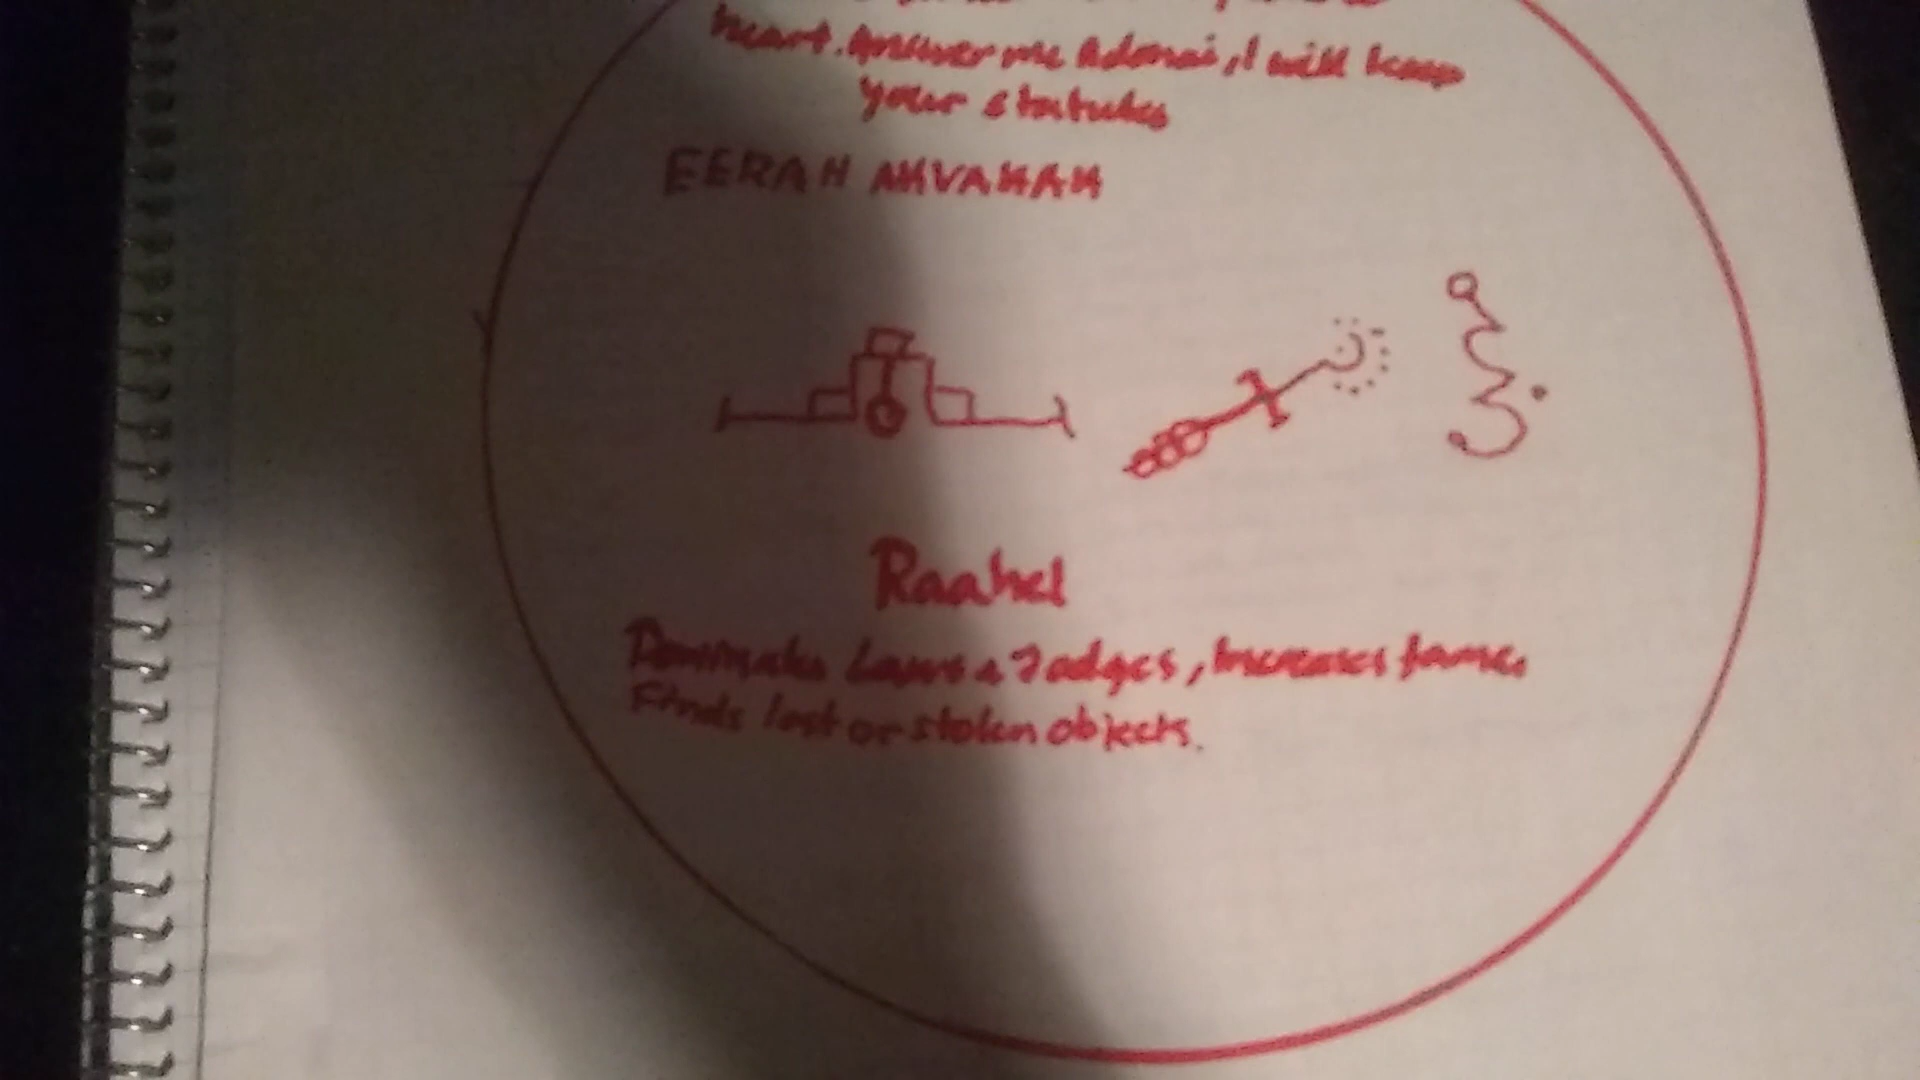 heart. Answer me Adonai, I will keep
your statutes
EERAH AHVAHAH
Raahel
Dominates Laws & Judges, Increases fame.
Finds lost or stolen objects.